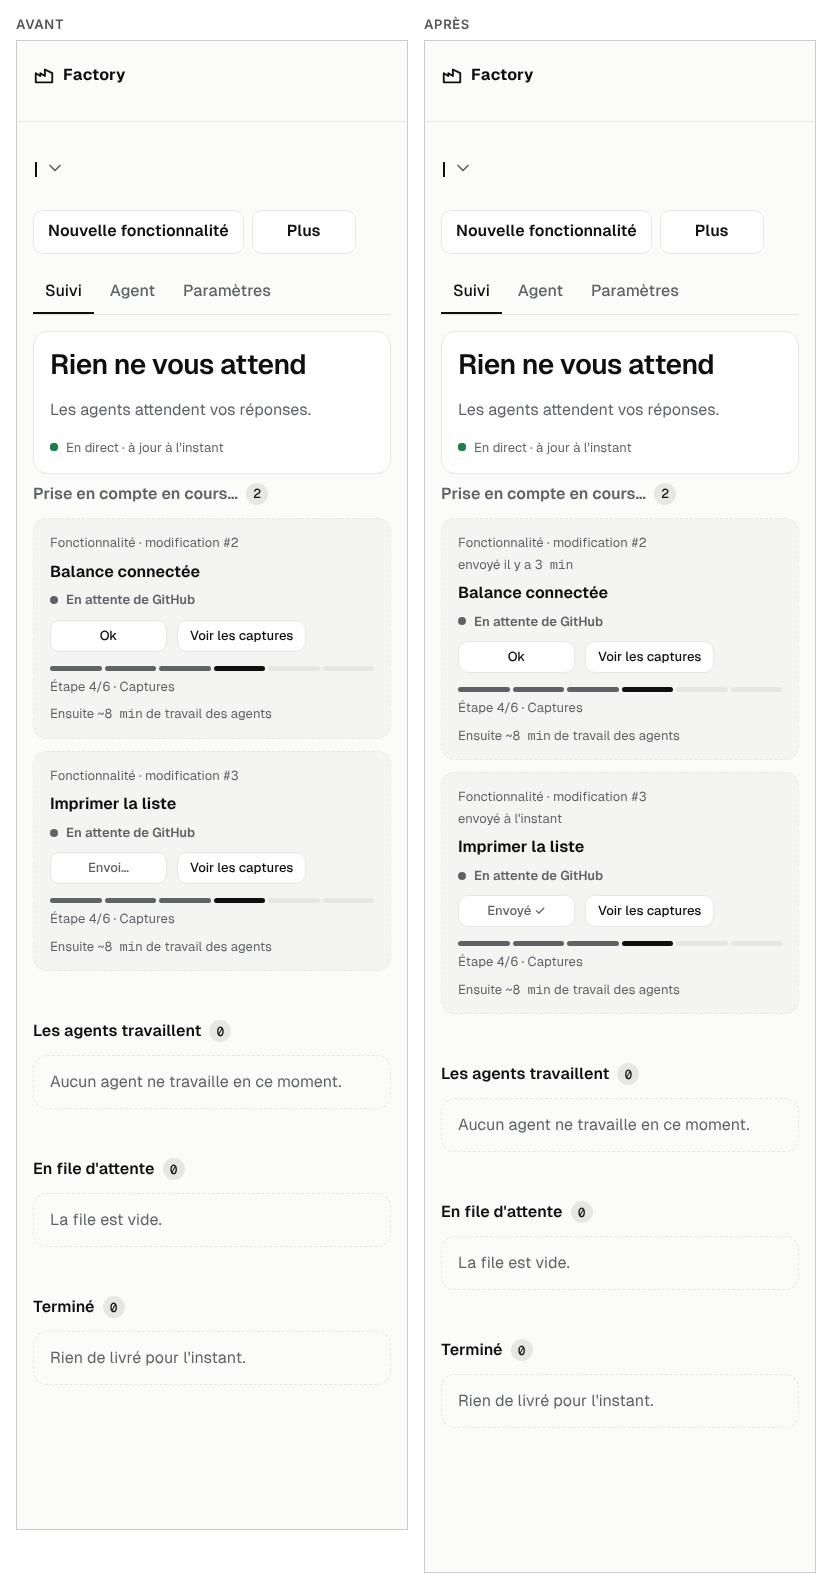 AVANT
Factory
Nouvelle fonctionnalité
Plus
Suivi
Agent
Paramètres
Rien ne vous attend
Les agents attendent vos réponses.
En direct · à jour à l'instant
Prise en compte en cours… 2
Fonctionnalité · modification #2
Balance connectée
En attente de GitHub
Ok
Voir les captures
Étape 4/6 · Captures
Ensuite ~8 min de travail des agents
Fonctionnalité · modification #3
Imprimer la liste
En attente de GitHub
Envoi…
Voir les captures
Étape 4/6 · Captures
Ensuite ~8 min de travail des agents
Les agents travaillent 0
Aucun agent ne travaille en ce moment.
En file d'attente 0
La file est vide.
Terminé 0
Rien de livré pour l'instant.
APRÈS
Factory
Nouvelle fonctionnalité
Plus
Suivi
Agent
Paramètres
Rien ne vous attend
Les agents attendent vos réponses.
En direct · à jour à l'instant
Prise en compte en cours… 2
Fonctionnalité · modification #2
envoyé il y a 3 min
Balance connectée
En attente de GitHub
Ok
Voir les captures
Étape 4/6 · Captures
Ensuite ~8 min de travail des agents
Fonctionnalité · modification #3
envoyé à l'instant
Imprimer la liste
En attente de GitHub
Envoyé ✓
Voir les captures
Étape 4/6 · Captures
Ensuite ~8 min de travail des agents
Les agents travaillent 0
Aucun agent ne travaille en ce moment.
En file d'attente 0
La file est vide.
Terminé 0
Rien de livré pour l'instant.